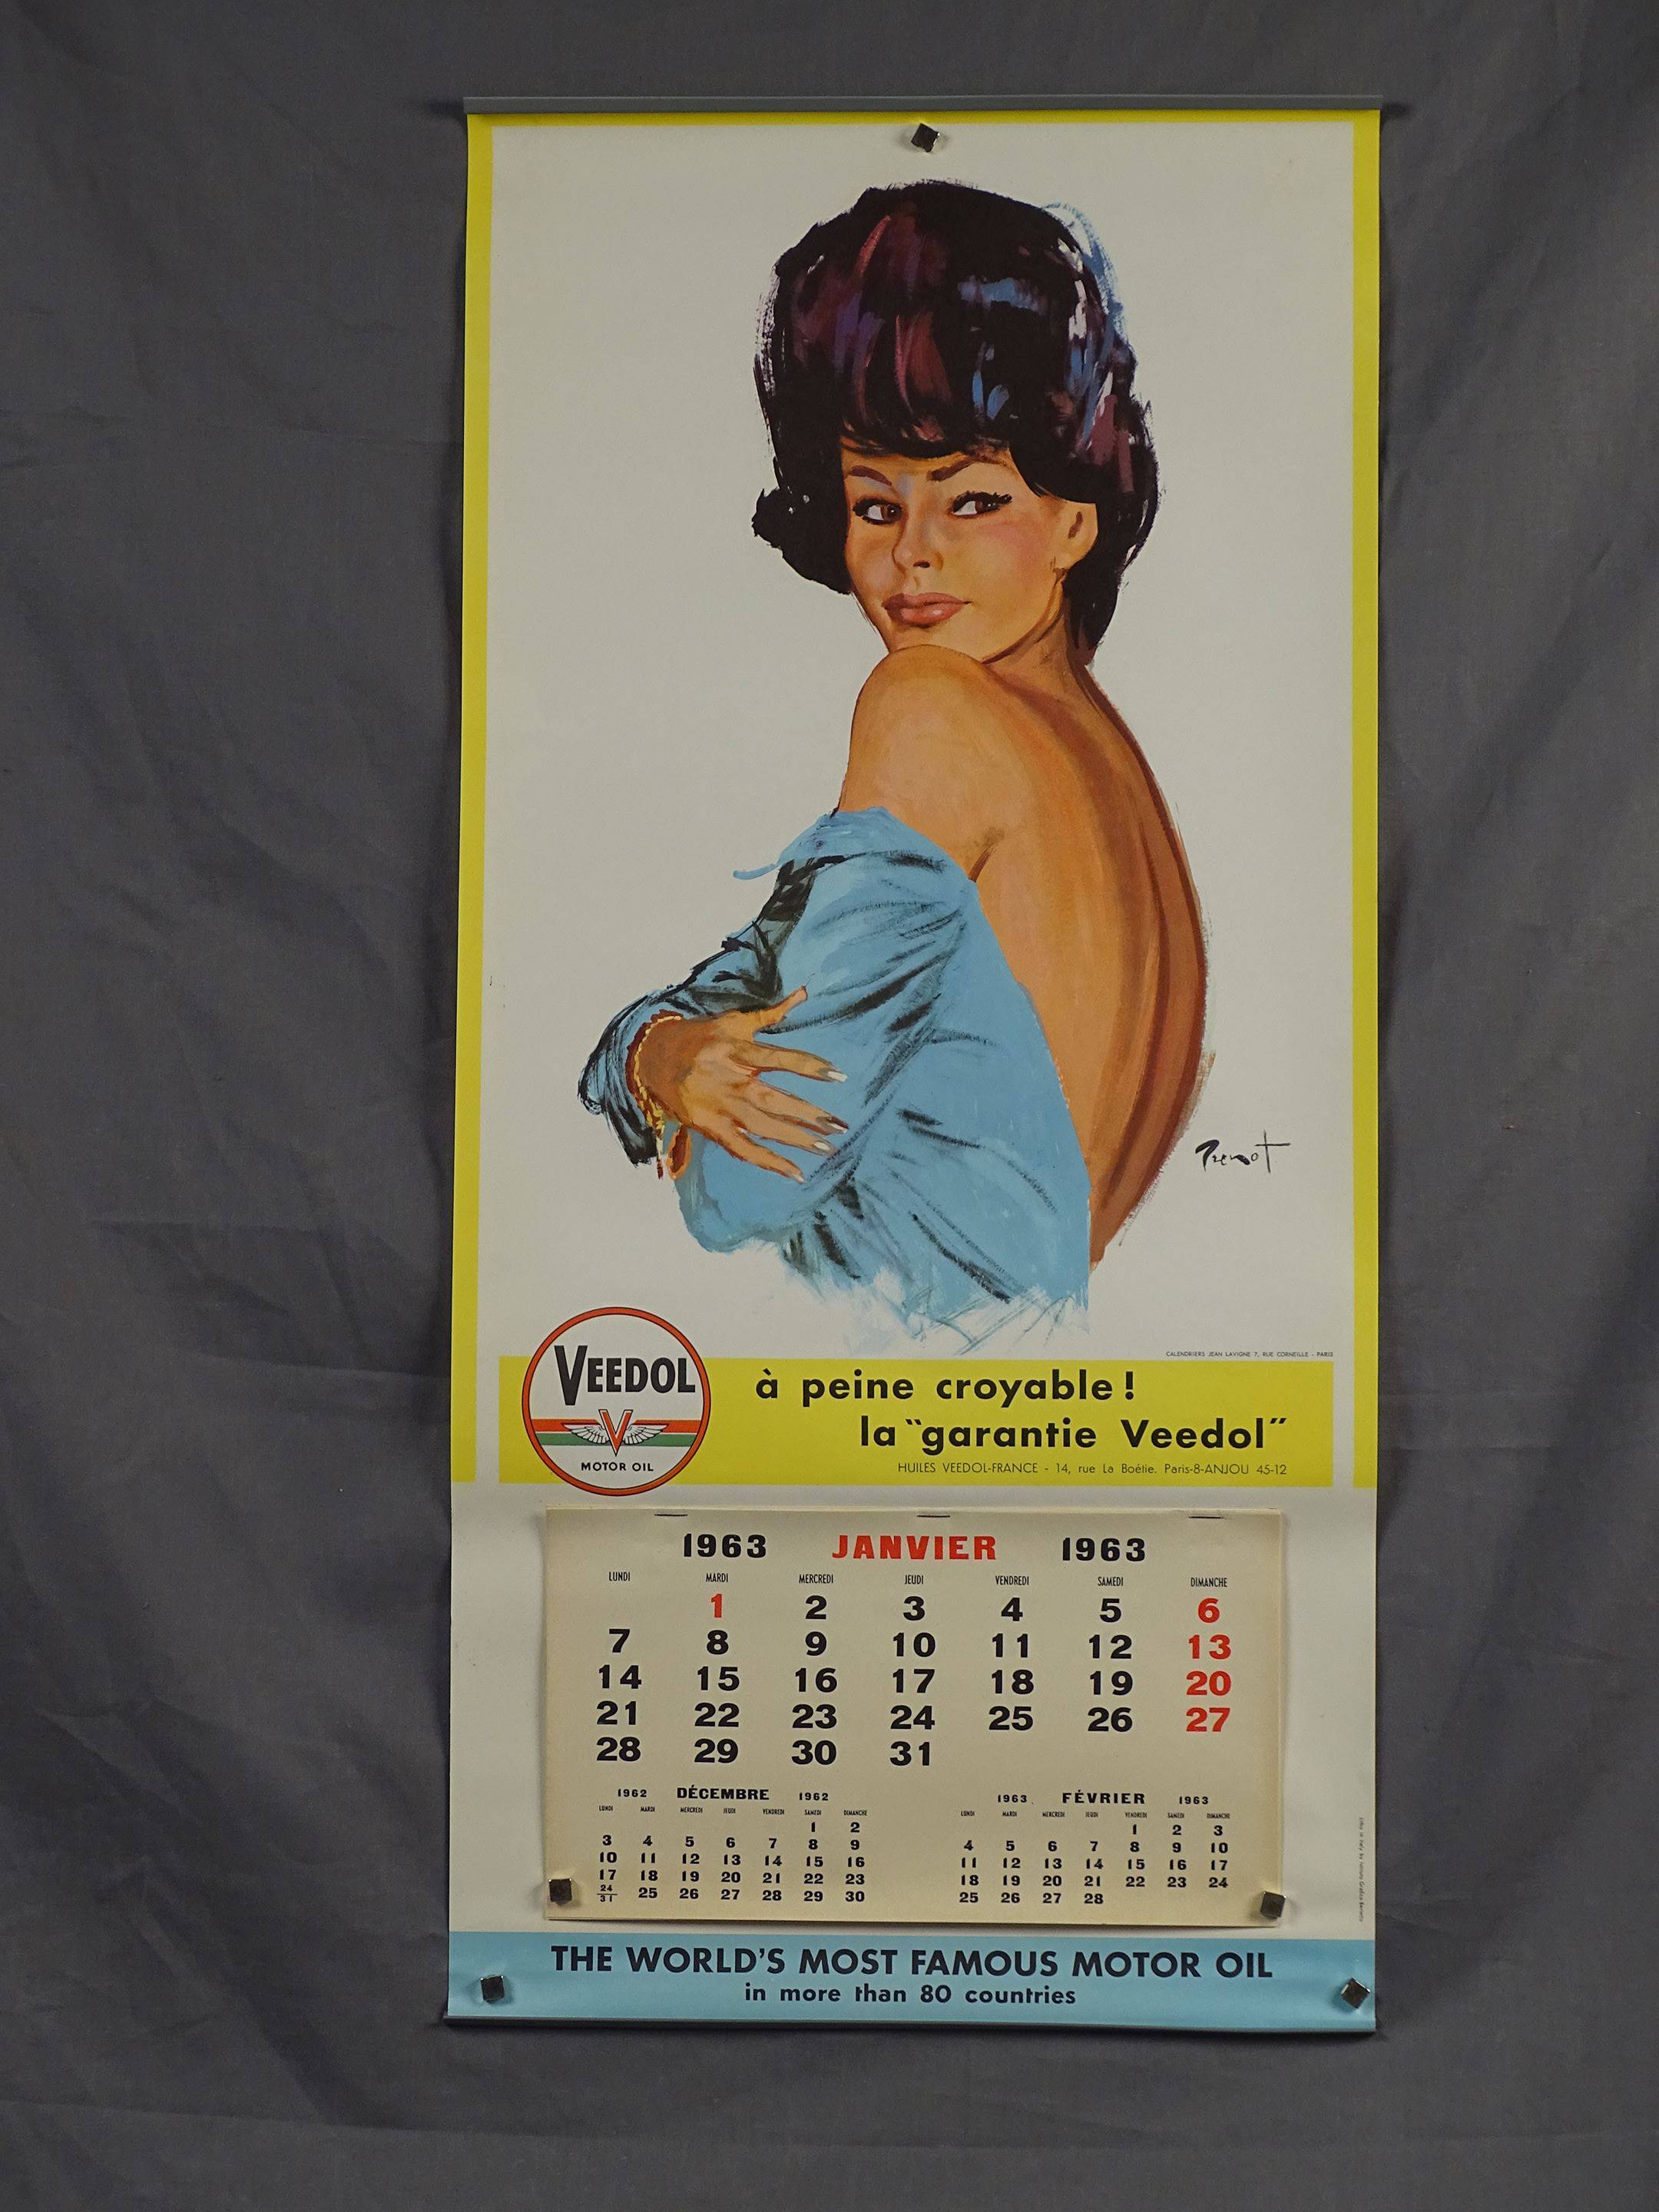 Brenot
CALENDRIERS JEAN LAVIGNE 7, RUE CORNEILLE - PARIS
VEEDOL
V
MOTOR OIL
à peine croyable!
la "garantie Veedol"
HUILES VEEDOL-FRANCE - 14, rue La Boëtie. Paris-8-ANJOU 45-12
1963 JANVIER 1963
LUNDI MARDI MERCREDI JEUDI VENDREDI SAMEDI DIMANCHE
1 2 3 4 5 6
7 8 9 10 11 12 13
14 15 16 17 18 19 20
21 22 23 24 25 26 27
28 29 30 31
1962 DÉCEMBRE 1962
LUNDI MARDI MERCREDI JEUDI VENDREDI SAMEDI DIMANCHE
1 2
3 4 5 6 7 8 9
10 11 12 13 14 15 16
17 18 19 20 21 22 23
24/31 25 26 27 28 29 30
1963 FÉVRIER 1963
LUNDI MARDI MERCREDI JEUDI VENDREDI SAMEDI DIMANCHE
1 2 3
4 5 6 7 8 9 10
11 12 13 14 15 16 17
18 19 20 21 22 23 24
25 26 27 28
THE WORLD'S MOST FAMOUS MOTOR OIL
in more than 80 countries